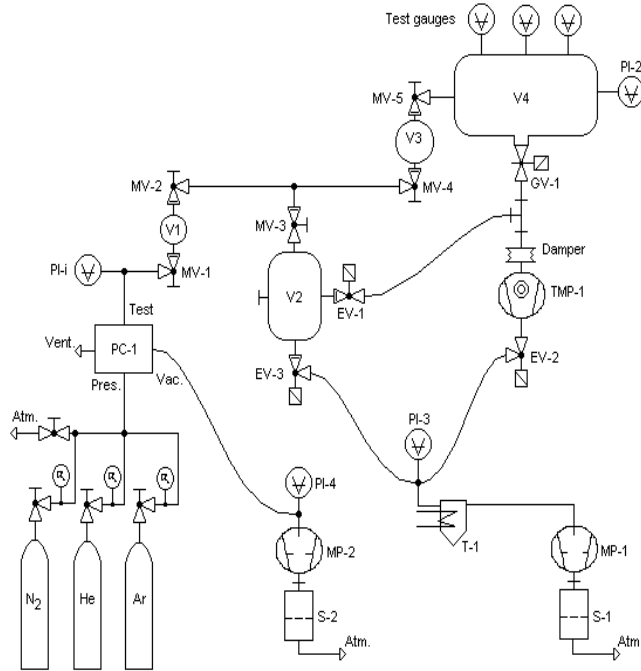 Test gauges
PI-2
MV-5
V4
V3
GV-1
MV-2
MV-4
V1
MV-3
Damper
PI-i
MV-1
V2
TMP-1
Test
EV-1
Vent.
PC-1
EV-2
Pres.
Vac.
EV-3
Atm.
PI-3
R
R
R
PI-4
T-1
MP-2
MP-1
N2
He
Ar
S-2
S-1
Atm.
Atm.